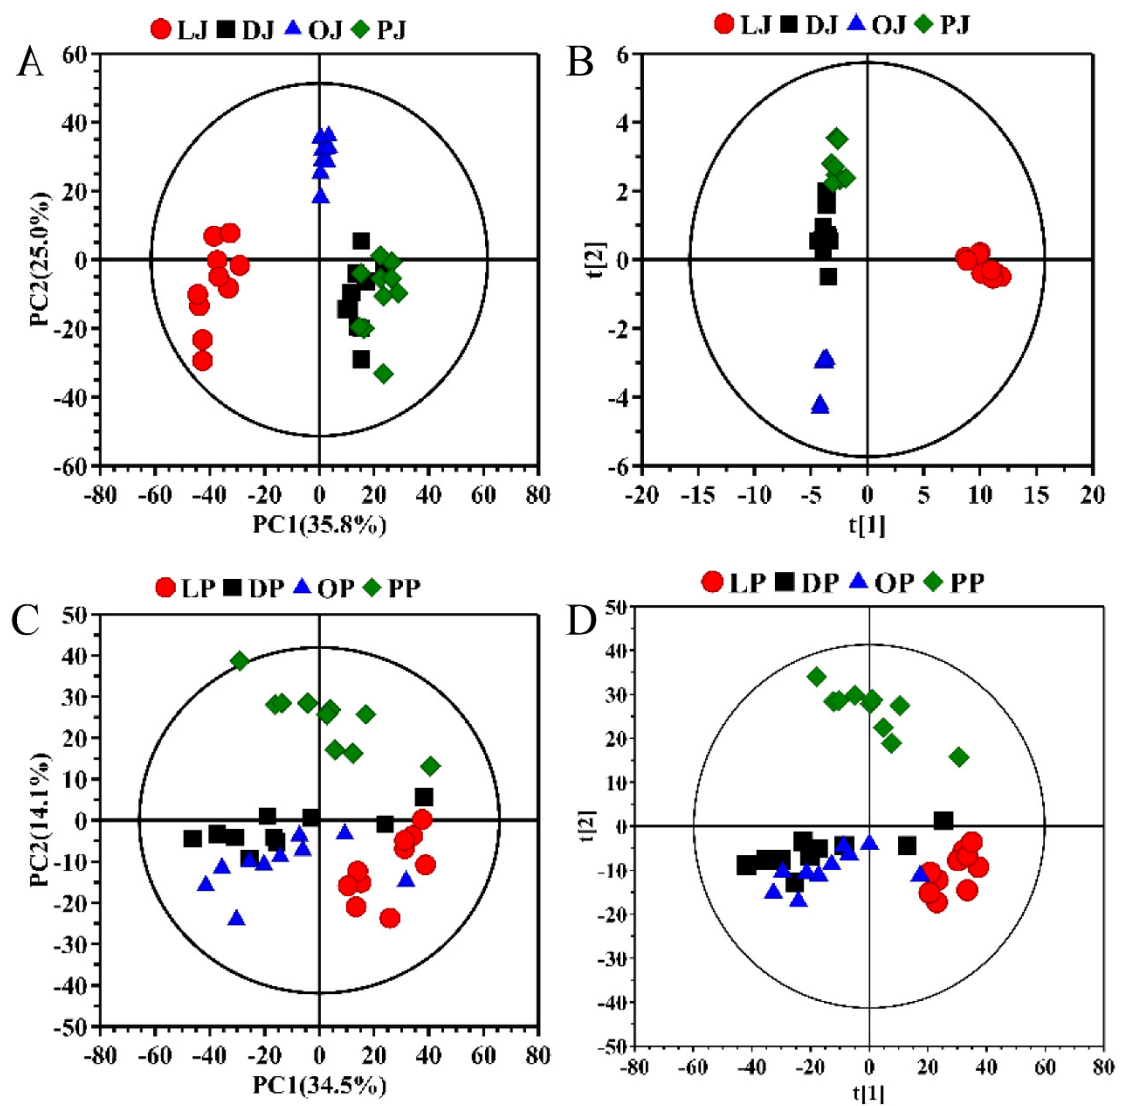 LJ DJ OJ PJ
A
60
40
20
0
-20
-40
-60
PC2(25.0%)
-80 -60 -40 -20 0 20 40 60 80
PC1(35.8%)
LJ DJ OJ PJ
B
6
4
2
0
-2
-4
-6
t[2]
-20 -15 -10 -5 0 5 10 15 20
t[1]
LP DP OP PP
C
50
40
30
20
10
0
-10
-20
-30
-40
-50
PC2(14.1%)
-80 -60 -40 -20 0 20 40 60 80
PC1(34.5%)
LP DP OP PP
D
50
40
30
20
10
0
-10
-20
-30
-40
-50
t[2]
-80 -60 -40 -20 0 20 40 60 80
t[1]